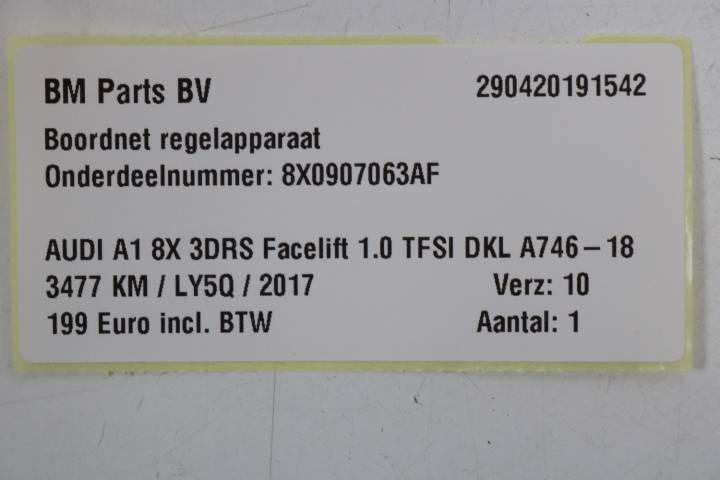 BM Parts BV 290420191542
Boordnet regelapparaat
Onderdeelnummer: 8X0907063AF
AUDI A1 8X 3DRS Facelift 1.0 TFSI DKL A746-18
3477 KM / LY5Q / 2017 Verz: 10
199 Euro incl. BTW Aantal: 1